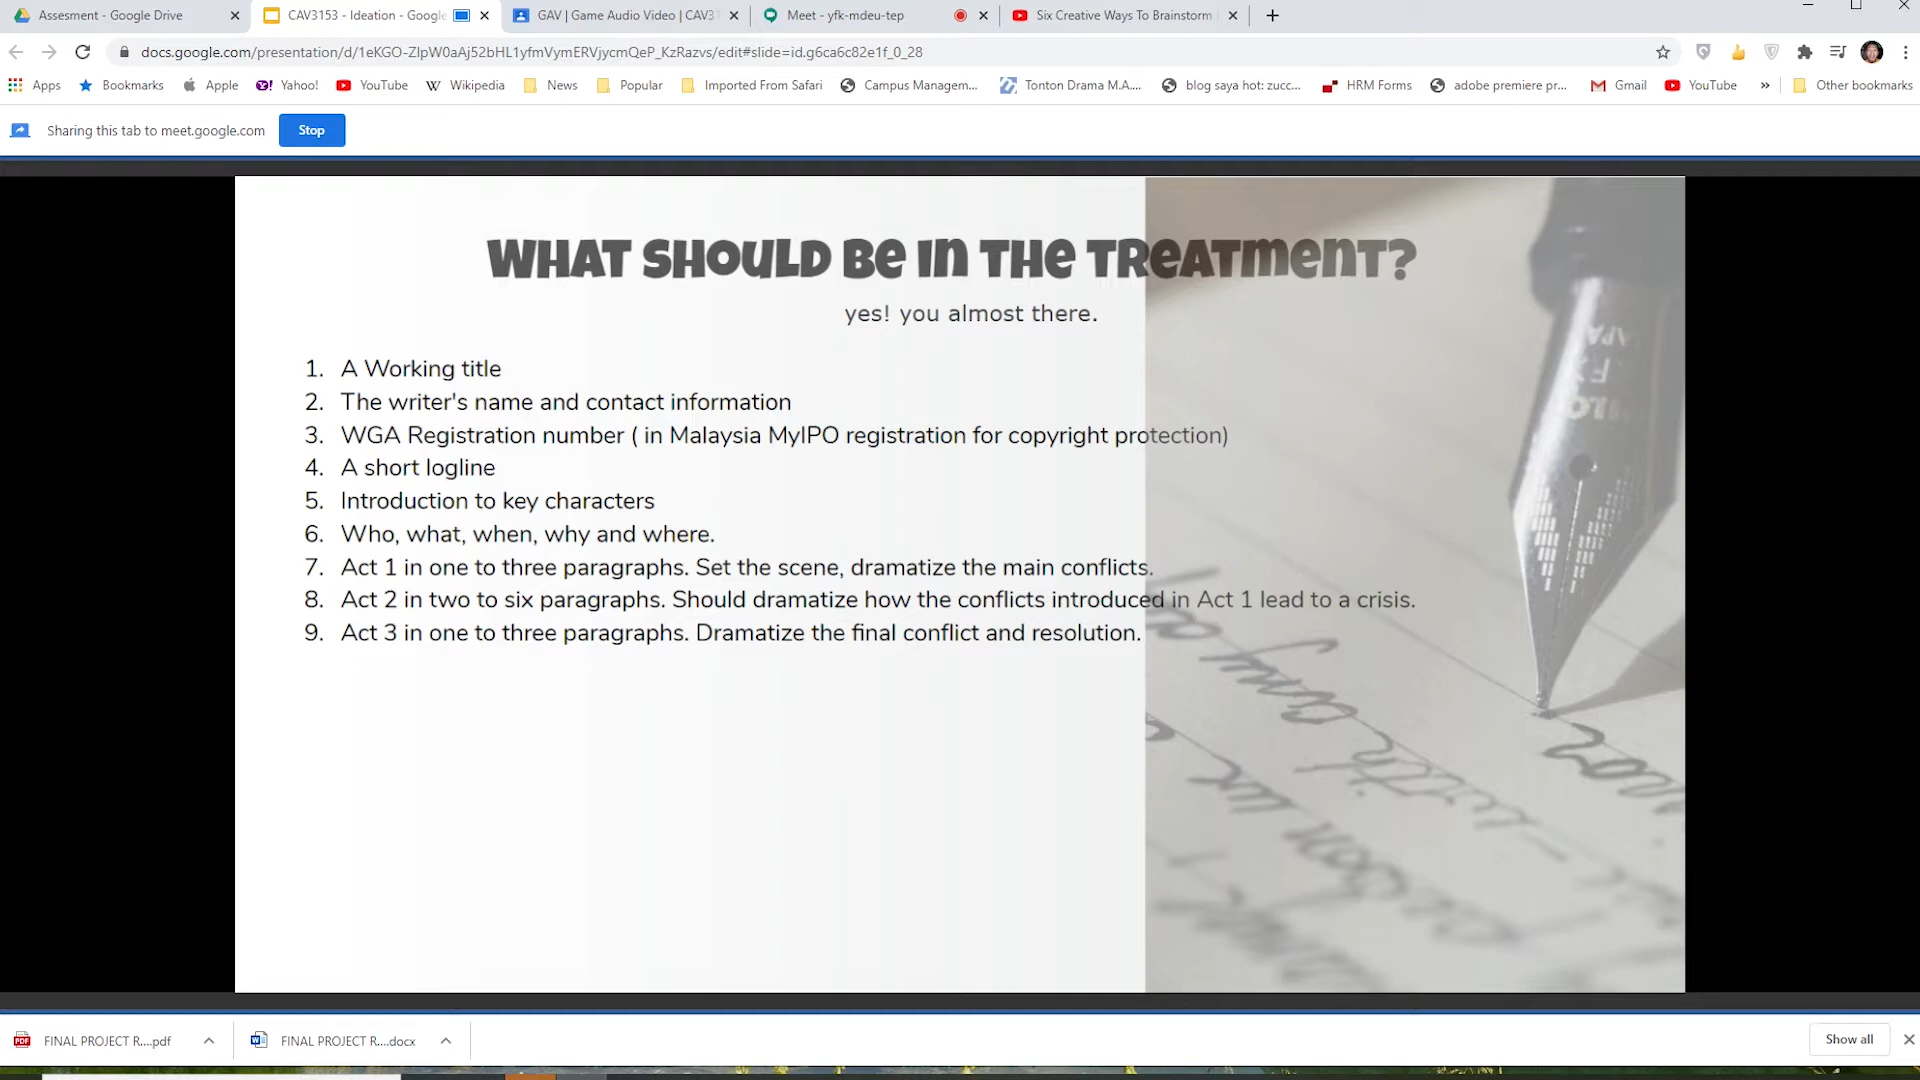 Assesment - Google Drive
CAV3153 - Ideation - Google
GAV | Game Audio Video | CAV31
Meet - yfk-mdeu-tep
Six Creative Ways To Brainstorm
docs.google.com/presentation/d/1eKGO-ZlpW0aAj52bHL1yfmVymERVjycmQeP_KzRazvs/edit#slide=id.g6ca6c82e1f_0_28
Apps
Bookmarks
Apple
Yahoo!
YouTube
Wikipedia
News
Popular
Imported From Safari
Campus Managem...
Tonton Drama M.A....
blog saya hot: zucc...
HRM Forms
adobe premiere pr...
Gmail
YouTube
»
Other bookmarks
Sharing this tab to meet.google.com
Stop
WHAT SHOULD BE IN THE TREATMENT?
yes! you almost there.
1. A Working title
2. The writer's name and contact information
3. WGA Registration number ( in Malaysia MyIPO registration for copyright protection)
4. A short logline
5. Introduction to key characters
6. Who, what, when, why and where.
7. Act 1 in one to three paragraphs. Set the scene, dramatize the main conflicts.
8. Act 2 in two to six paragraphs. Should dramatize how the conflicts introduced in Act 1 lead to a crisis.
9. Act 3 in one to three paragraphs. Dramatize the final conflict and resolution.
FINAL PROJECT R....pdf
FINAL PROJECT R....docx
Show all